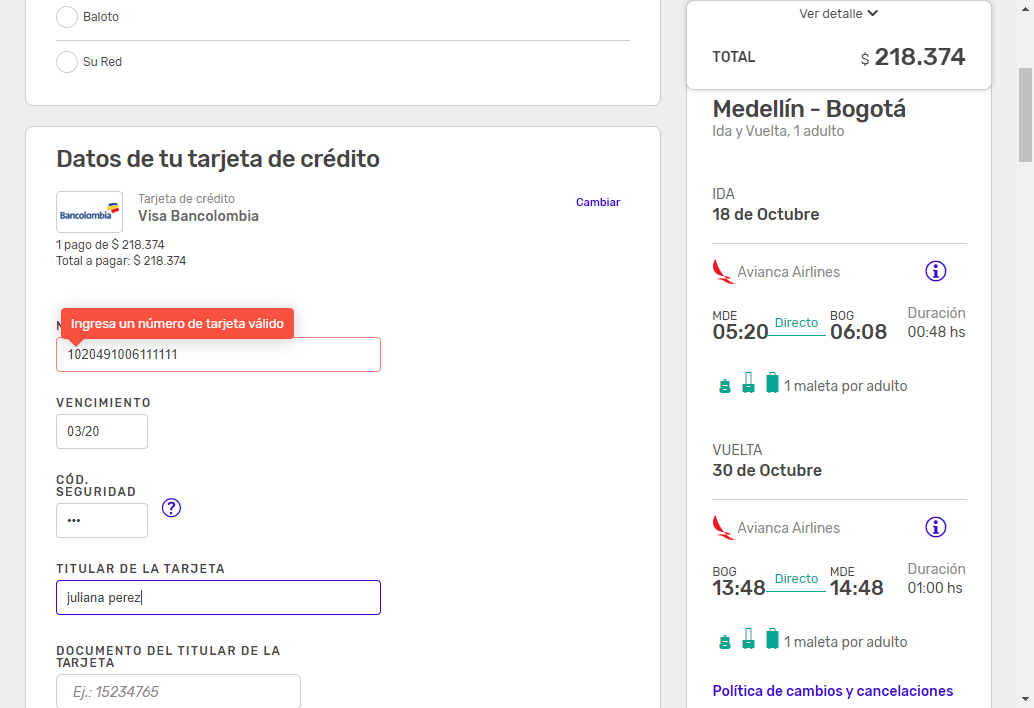 Baloto
Su Red
Datos de tu tarjeta de crédito
Bancolombia
Tarjeta de crédito
Visa Bancolombia
Cambiar
1 pago de $ 218.374
Total a pagar: $ 218.374
Ingresa un número de tarjeta válido
1020491006111111
VENCIMIENTO
03/20
CÓD.
SEGURIDAD
•••
?
TITULAR DE LA TARJETA
juliana perez
DOCUMENTO DEL TITULAR DE LA
TARJETA
Ej.: 15234765
Ver detalle
TOTAL
$ 218.374
Medellín - Bogotá
Ida y Vuelta, 1 adulto
IDA
18 de Octubre
Avianca Airlines
MDE
05:20
Directo
BOG
06:08
Duración
00:48 hs
1 maleta por adulto
VUELTA
30 de Octubre
Avianca Airlines
BOG
13:48
Directo
MDE
14:48
Duración
01:00 hs
1 maleta por adulto
Política de cambios y cancelaciones